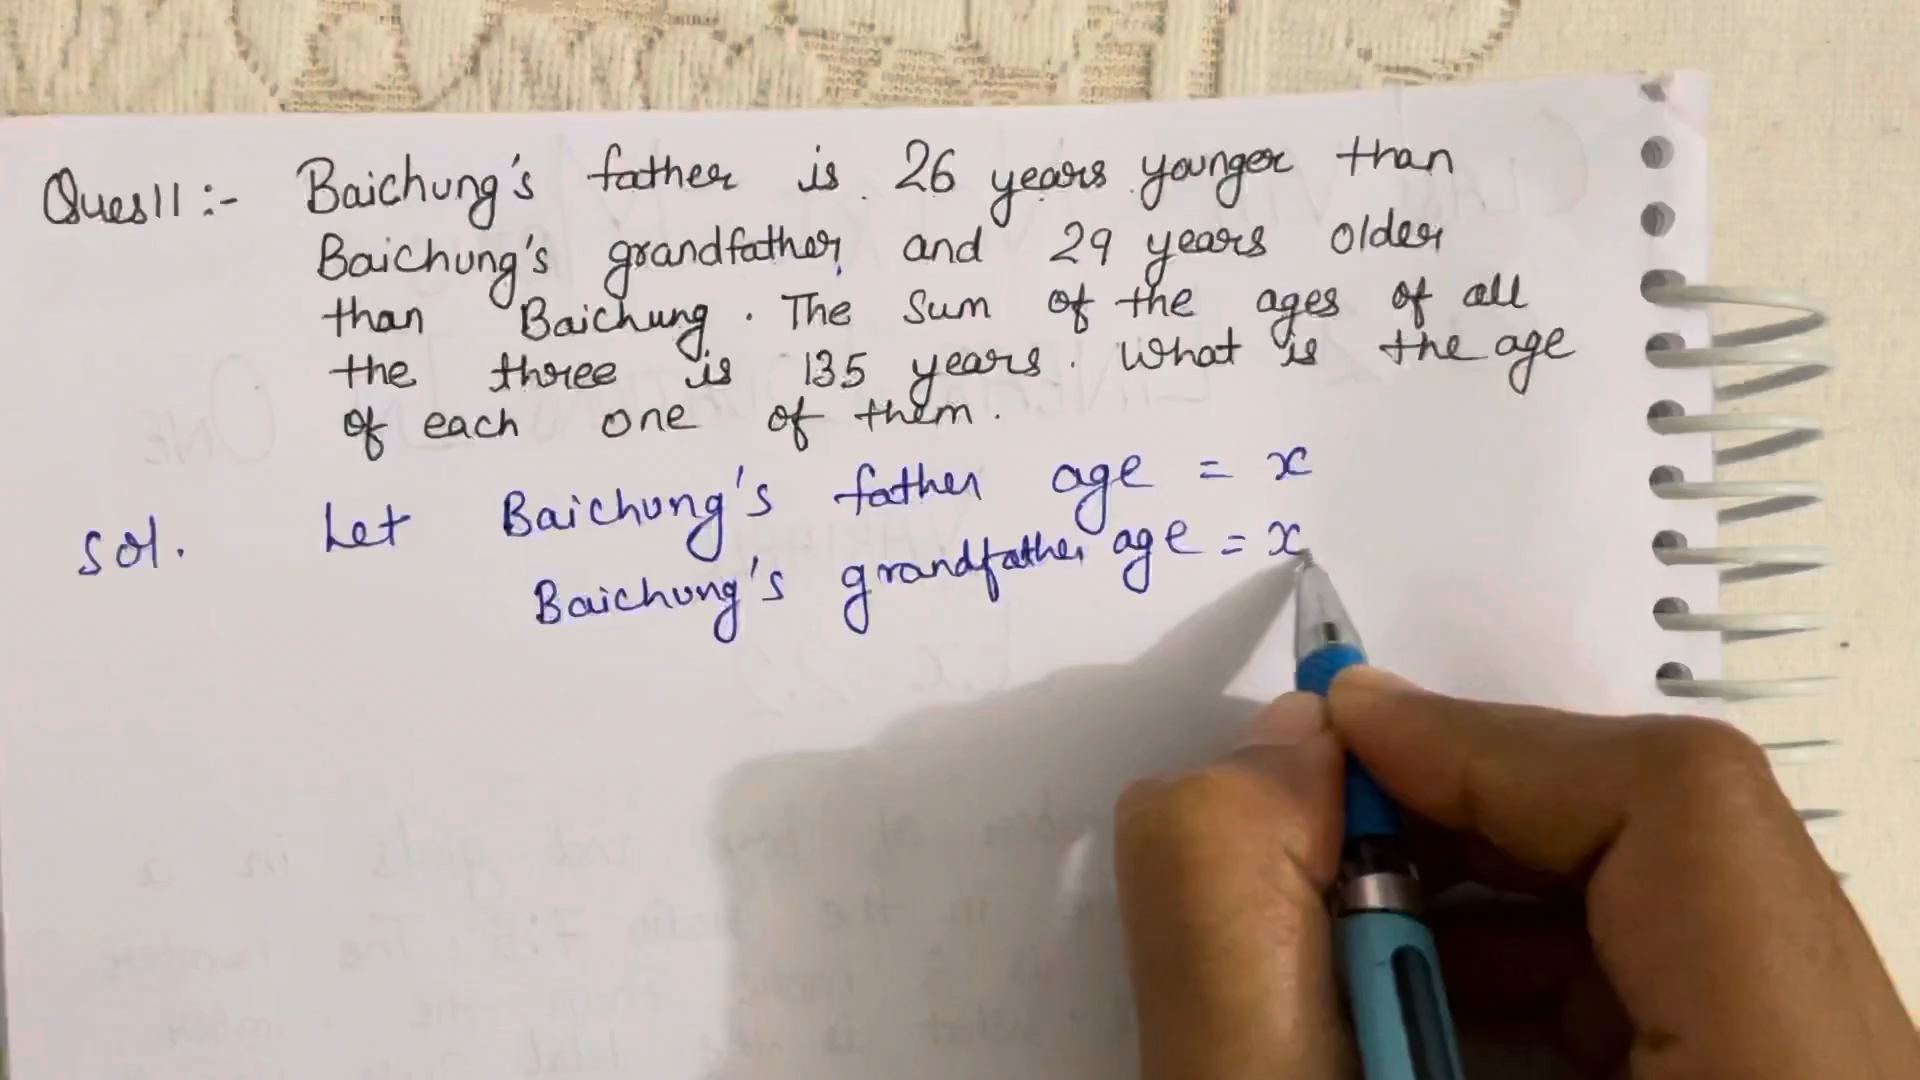 Ques 11 :- Baichung's father is 26 years younger than
Baichung's grandfather and 29 years older
than Baichung. The sum of the ages of all
the three is 135 years. What is the age
of each one of them.
Sol. Let Baichung's father age = x
Baichung's grandfather age = x